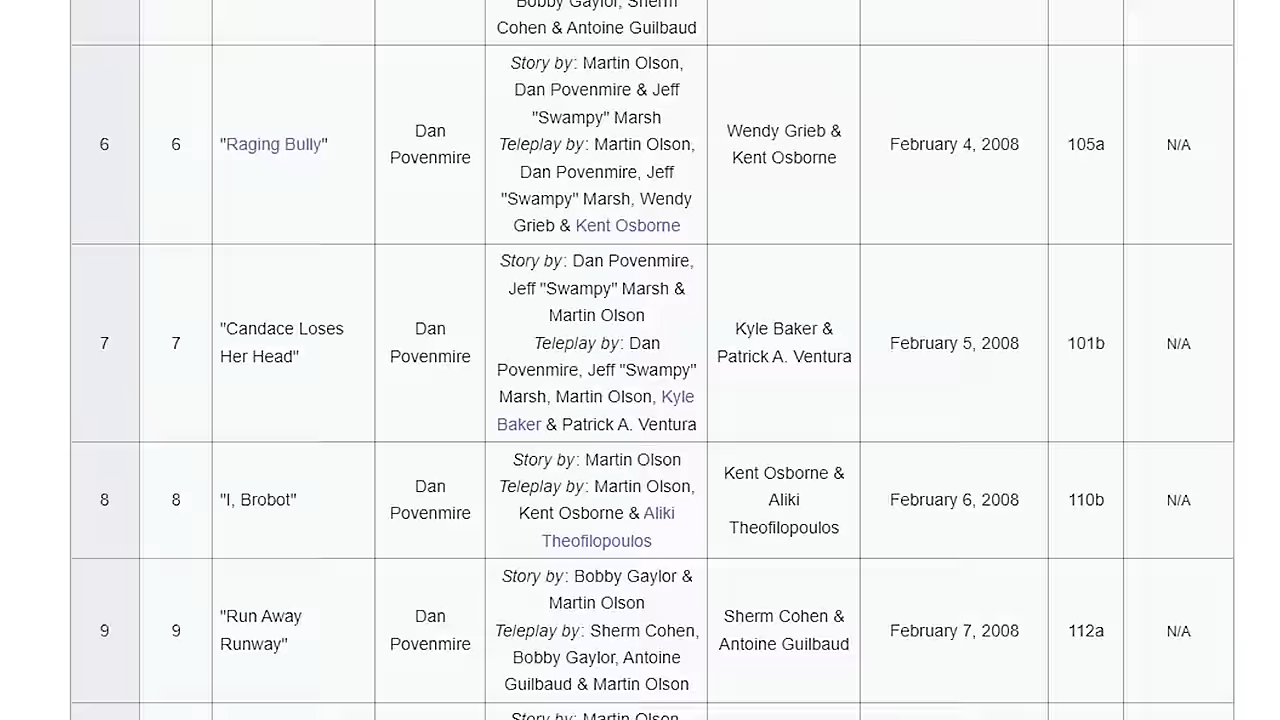 Bobby Gaylor, Sherm
Cohen & Antoine Guilbaud
6
6
"Raging Bully"
Dan
Povenmire
Story by: Martin Olson,
Dan Povenmire & Jeff
"Swampy" Marsh
Teleplay by: Martin Olson,
Dan Povenmire, Jeff
"Swampy" Marsh, Wendy
Grieb & Kent Osborne
Wendy Grieb &
Kent Osborne
February 4, 2008
105a
N/A
7
7
"Candace Loses
Her Head"
Dan
Povenmire
Story by: Dan Povenmire,
Jeff "Swampy" Marsh &
Martin Olson
Teleplay by: Dan
Povenmire, Jeff "Swampy"
Marsh, Martin Olson, Kyle
Baker & Patrick A. Ventura
Kyle Baker &
Patrick A. Ventura
February 5, 2008
101b
N/A
8
8
"I, Brobot"
Dan
Povenmire
Story by: Martin Olson
Teleplay by: Martin Olson,
Kent Osborne & Aliki
Theofilopoulos
Kent Osborne &
Aliki
Theofilopoulos
February 6, 2008
110b
N/A
9
9
"Run Away
Runway"
Dan
Povenmire
Story by: Bobby Gaylor &
Martin Olson
Teleplay by: Sherm Cohen,
Bobby Gaylor, Antoine
Guilbaud & Martin Olson
Sherm Cohen &
Antoine Guilbaud
February 7, 2008
112a
N/A
Story by: Martin Olson,